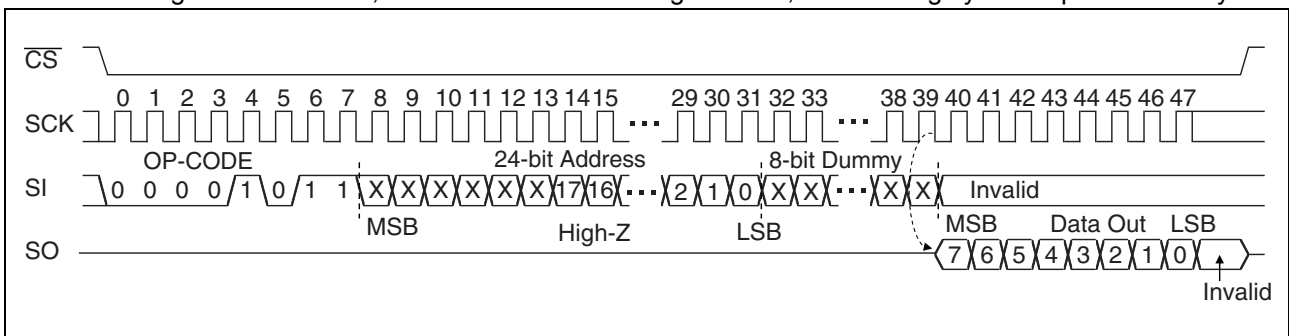 CS
0 1 2 3 4 5 6 7 8 9 10 11 12 13 14 15 29 30 31 32 33 38 39 40 41 42 43 44 45 46 47
SCK ••• •••
OP-CODE 24-bit Address 8-bit Dummy
SI 0 0 0 0 1 0 1 1 X X X X X X 17 16 ••• 2 1 0 X X ••• X X Invalid
MSB High-Z LSB MSB Data Out LSB
SO 7 6 5 4 3 2 1 0
Invalid